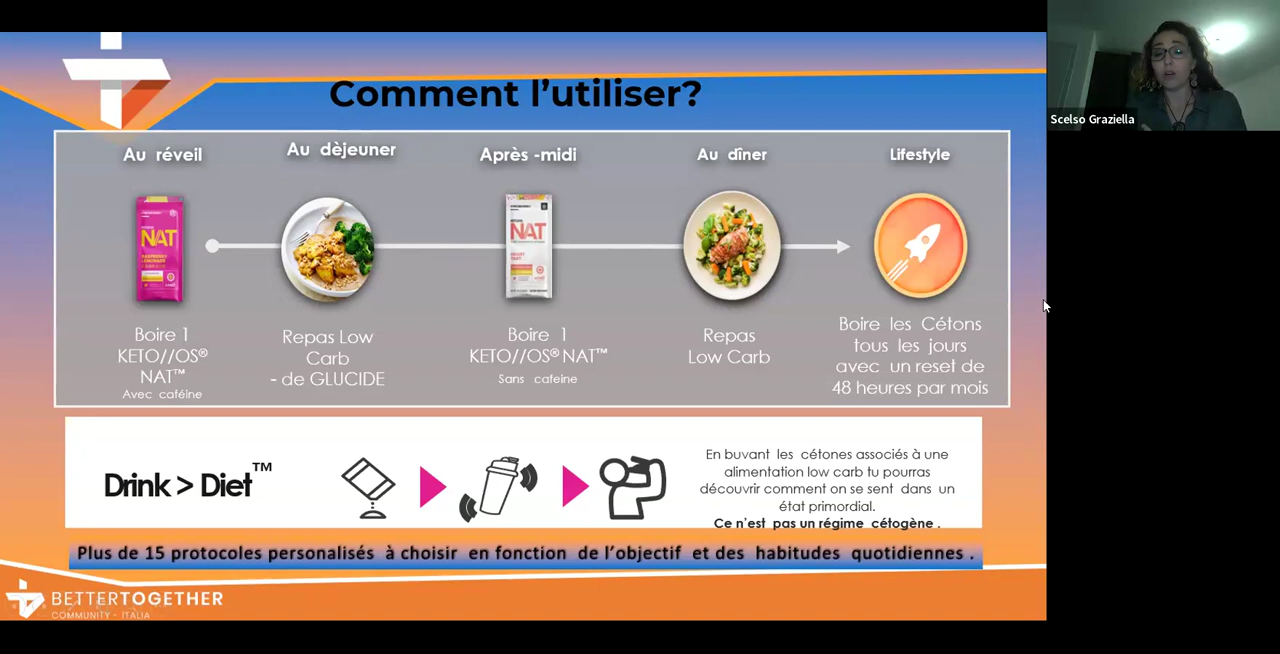 Comment l'utiliser?
Au réveil
Au dèjeuner
Après -midi
Au dîner
Lifestyle
NAT
RASPBERRY
LEMONADE
NAT
Boire 1
KETO//OS®
NAT™
Avec caféine
Repas Low
Carb
- de GLUCIDE
Boire 1
KETO//OS® NAT™
Sans cafeine
Repas
Low Carb
Boire les Cétons
tous les jours
avec un reset de
48 heures par mois
Drink > Diet™
En buvant les cétones associés à une
alimentation low carb tu pourras
découvrir comment on se sent dans un
état primordial.
Ce n'est pas un régime cétogène .
Plus de 15 protocoles personalisés à choisir en fonction de l'objectif et des habitudes quotidiennes .
BETTERTOGETHER
COMMUNITY - ITALIA
Scelso Graziella